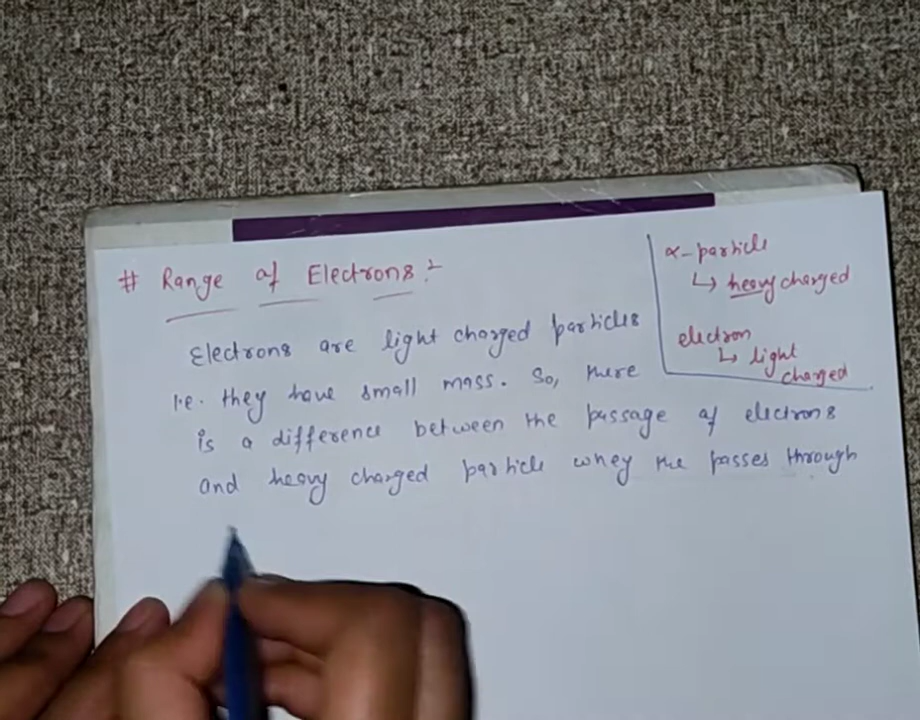 # Range of Electrons :-
α-particle
↳ heavy charged
electron
↳ light
charged
Electrons are light charged particles
i.e. they have small mass. So, there
is a difference between the passage of electrons
and heavy charged particle whey the passes through